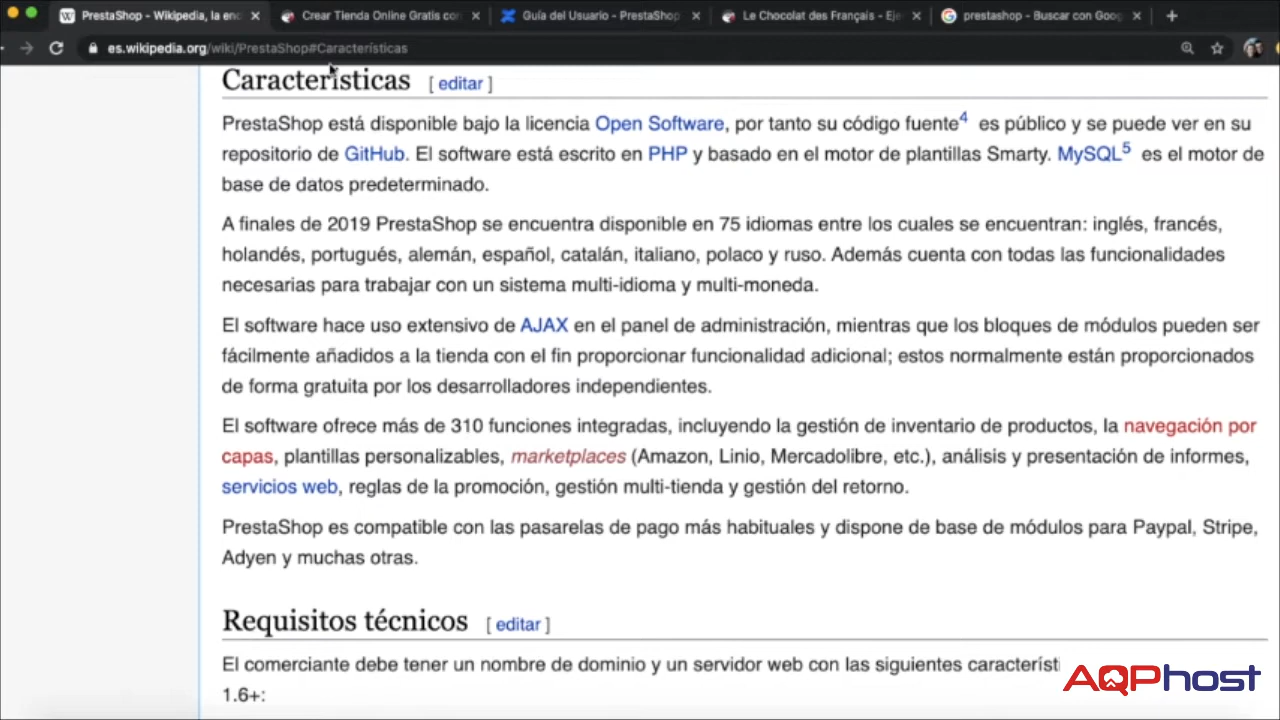 PrestaShop - Wikipedia, la enc
Crear Tienda Online Gratis co
Guía del Usuario - PrestaShop
Le Chocolat des Français - Eje
prestashop - Buscar con Goog
es.wikipedia.org/wiki/PrestaShop#Características
Características [ editar ]
PrestaShop está disponible bajo la licencia Open Software, por tanto su código fuente4 es público y se puede ver en su
repositorio de GitHub. El software está escrito en PHP y basado en el motor de plantillas Smarty. MySQL5 es el motor de
base de datos predeterminado.
A finales de 2019 PrestaShop se encuentra disponible en 75 idiomas entre los cuales se encuentran: inglés, francés,
holandés, portugués, alemán, español, catalán, italiano, polaco y ruso. Además cuenta con todas las funcionalidades
necesarias para trabajar con un sistema multi-idioma y multi-moneda.
El software hace uso extensivo de AJAX en el panel de administración, mientras que los bloques de módulos pueden ser
fácilmente añadidos a la tienda con el fin proporcionar funcionalidad adicional; estos normalmente están proporcionados
de forma gratuita por los desarrolladores independientes.
El software ofrece más de 310 funciones integradas, incluyendo la gestión de inventario de productos, la navegación por
capas, plantillas personalizables, marketplaces (Amazon, Linio, Mercadolibre, etc.), análisis y presentación de informes,
servicios web, reglas de la promoción, gestión multi-tienda y gestión del retorno.
PrestaShop es compatible con las pasarelas de pago más habituales y dispone de base de módulos para Paypal, Stripe,
Adyen y muchas otras.
Requisitos técnicos [ editar ]
El comerciante debe tener un nombre de dominio y un servidor web con las siguientes característi
1.6+:
AQPhost